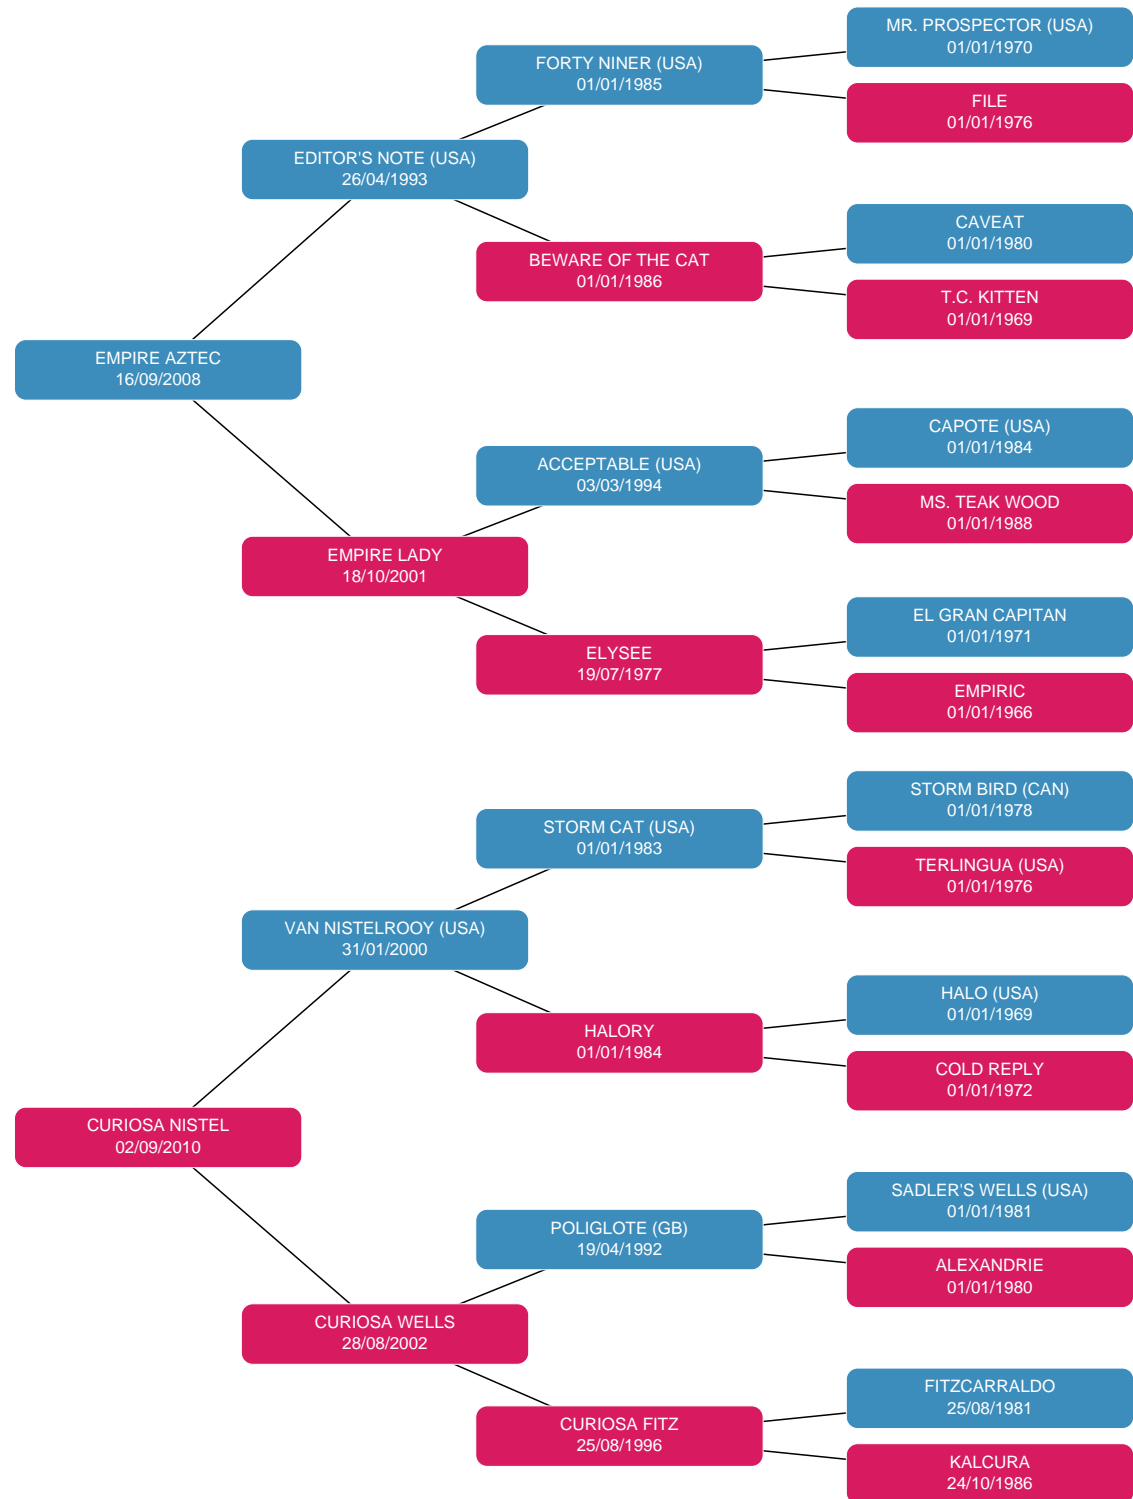 MR. PROSPECTOR (USA)
01/01/1970
FORTY NINER (USA)
01/01/1985
FILE
01/01/1976
EDITOR'S NOTE (USA)
26/04/1993
CAVEAT
01/01/1980
BEWARE OF THE CAT
01/01/1986
T.C. KITTEN
01/01/1969
EMPIRE AZTEC
16/09/2008
CAPOTE (USA)
01/01/1984
ACCEPTABLE (USA)
03/03/1994
MS. TEAK WOOD
01/01/1988
EMPIRE LADY
18/10/2001
EL GRAN CAPITAN
01/01/1971
ELYSEE
19/07/1977
EMPIRIC
01/01/1966
STORM BIRD (CAN)
01/01/1978
STORM CAT (USA)
01/01/1983
TERLINGUA (USA)
01/01/1976
VAN NISTELROOY (USA)
31/01/2000
HALO (USA)
01/01/1969
HALORY
01/01/1984
COLD REPLY
01/01/1972
CURIOSA NISTEL
02/09/2010
SADLER'S WELLS (USA)
01/01/1981
POLIGLOTE (GB)
19/04/1992
ALEXANDRIE
01/01/1980
CURIOSA WELLS
28/08/2002
FITZCARRALDO
25/08/1981
CURIOSA FITZ
25/08/1996
KALCURA
24/10/1986